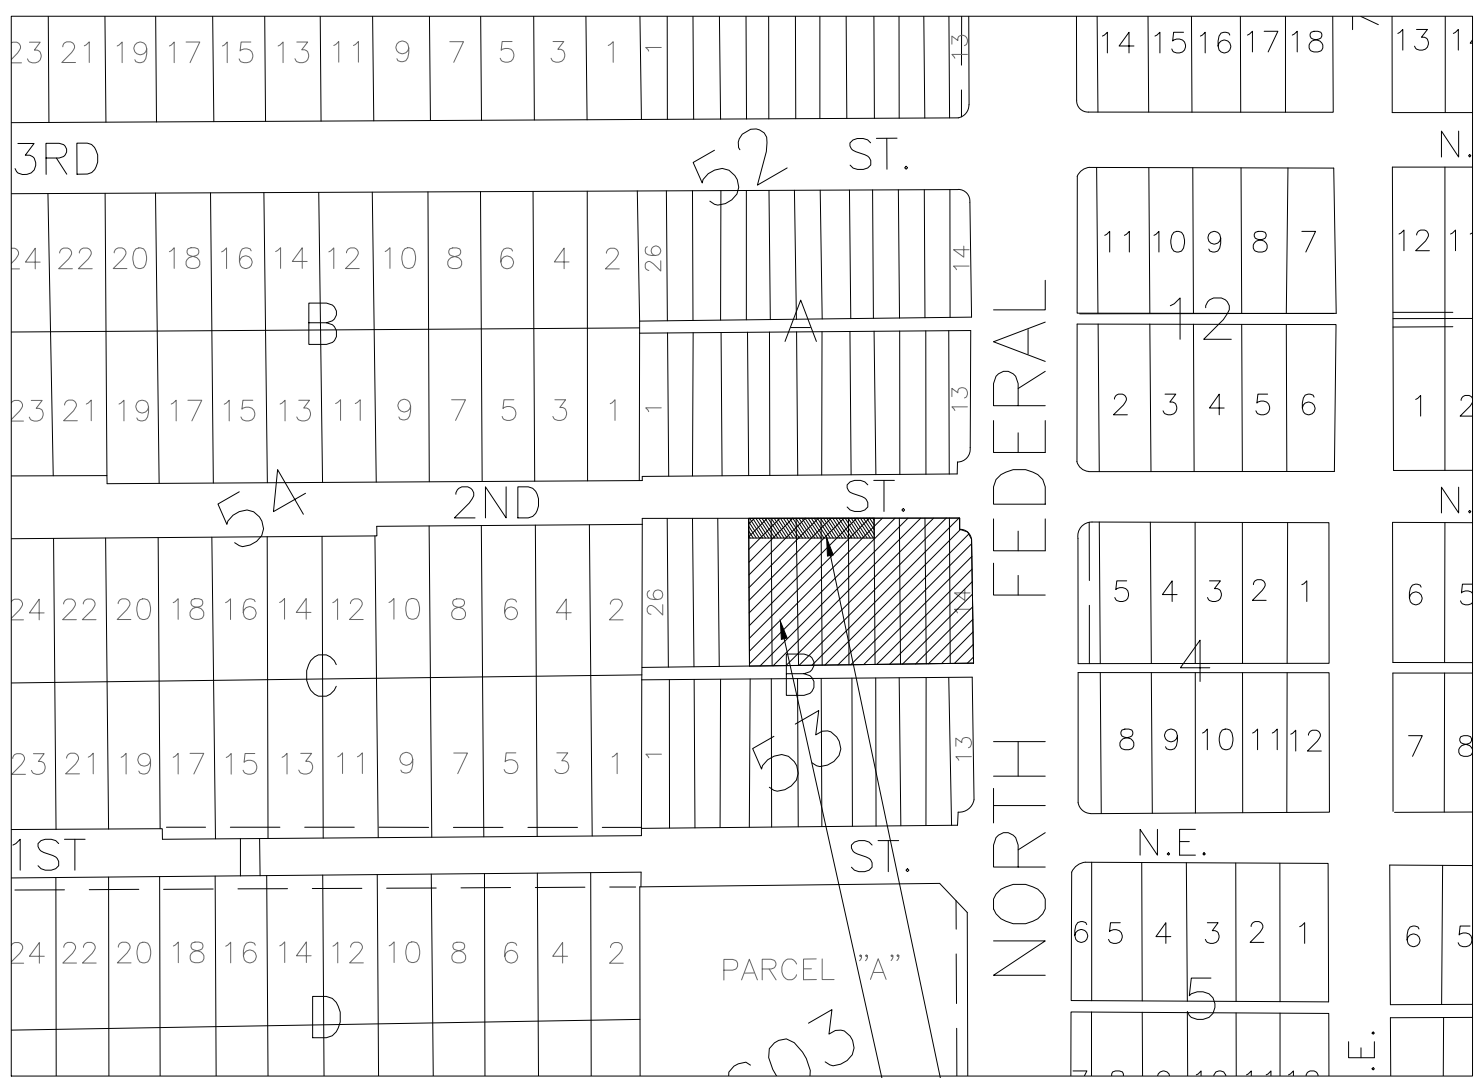 23 21 19 17 15 13 11 9 7 5 3 1 1 13 14 15 16 17 18 13
3RD ST. N.
52
24 22 20 18 16 14 12 10 8 6 4 2 26 14 11 10 9 8 7 12
B A 12
23 21 19 17 15 13 11 9 7 5 3 1 1 13 2 3 4 5 6 1 2
54 2ND ST. N.
NORTH FEDERAL
24 22 20 18 16 14 12 10 8 6 4 2 26 14 5 4 3 2 1 6 5
C B 4
53
23 21 19 17 15 13 11 9 7 5 3 1 1 13 8 9 10 11 12 7 8
1ST ST. N.E.
24 22 20 18 16 14 12 10 8 6 4 2 PARCEL "A" 6 5 4 3 2 1 6 5
D 5
603
.E.